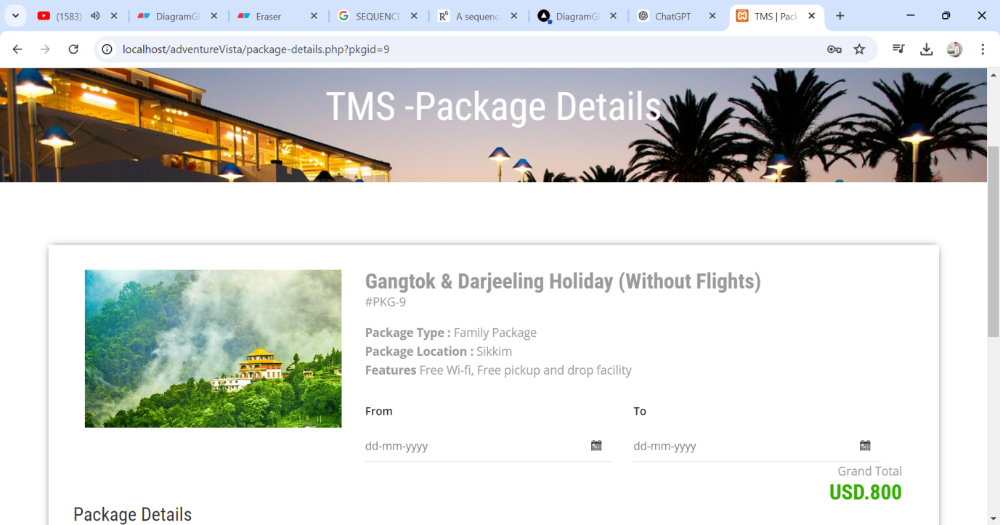 (1583)
DiagramG
Eraser
SEQUENCE
A sequenc
DiagramG
ChatGPT
TMS | Pack
localhost/adventureVista/package-details.php?pkgid=9
TMS -Package Details
Gangtok & Darjeeling Holiday (Without Flights)
#PKG-9
Package Type : Family Package
Package Location : Sikkim
Features Free Wi-fi, Free pickup and drop facility
From To
dd-mm-yyyy dd-mm-yyyy
Grand Total
USD.800
Package Details